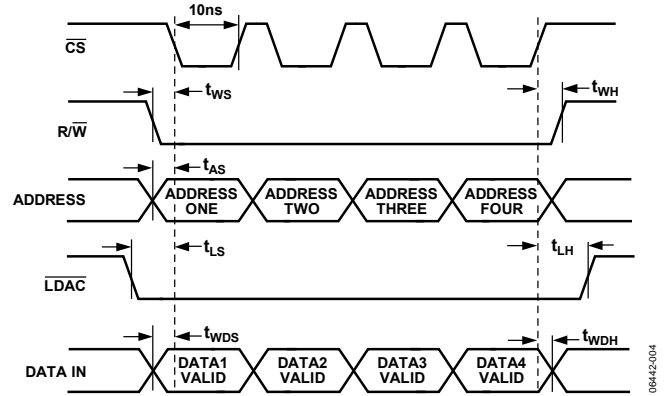 10ns
CS
tWS
tWH
R/W
tAS
ADDRESS
ADDRESS ONE
ADDRESS TWO
ADDRESS THREE
ADDRESS FOUR
tLS
tLH
LDAC
tWDS
tWDH
DATA IN
DATA1 VALID
DATA2 VALID
DATA3 VALID
DATA4 VALID
06442-004